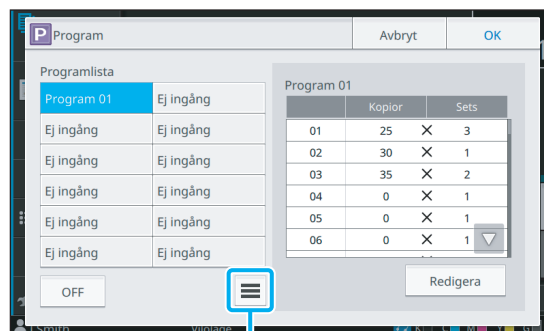 P Program Avbryt OK
Programlista
Program 01 Ej ingång
Ej ingång Ej ingång
Ej ingång Ej ingång
Ej ingång Ej ingång
Ej ingång Ej ingång
Ej ingång Ej ingång
OFF
Program 01
Kopior Sets
01 25 X 3
02 30 X 1
03 35 X 2
04 0 X 1
05 0 X 1
06 0 X 1
Redigera
Smith Viloläge K C M Y G